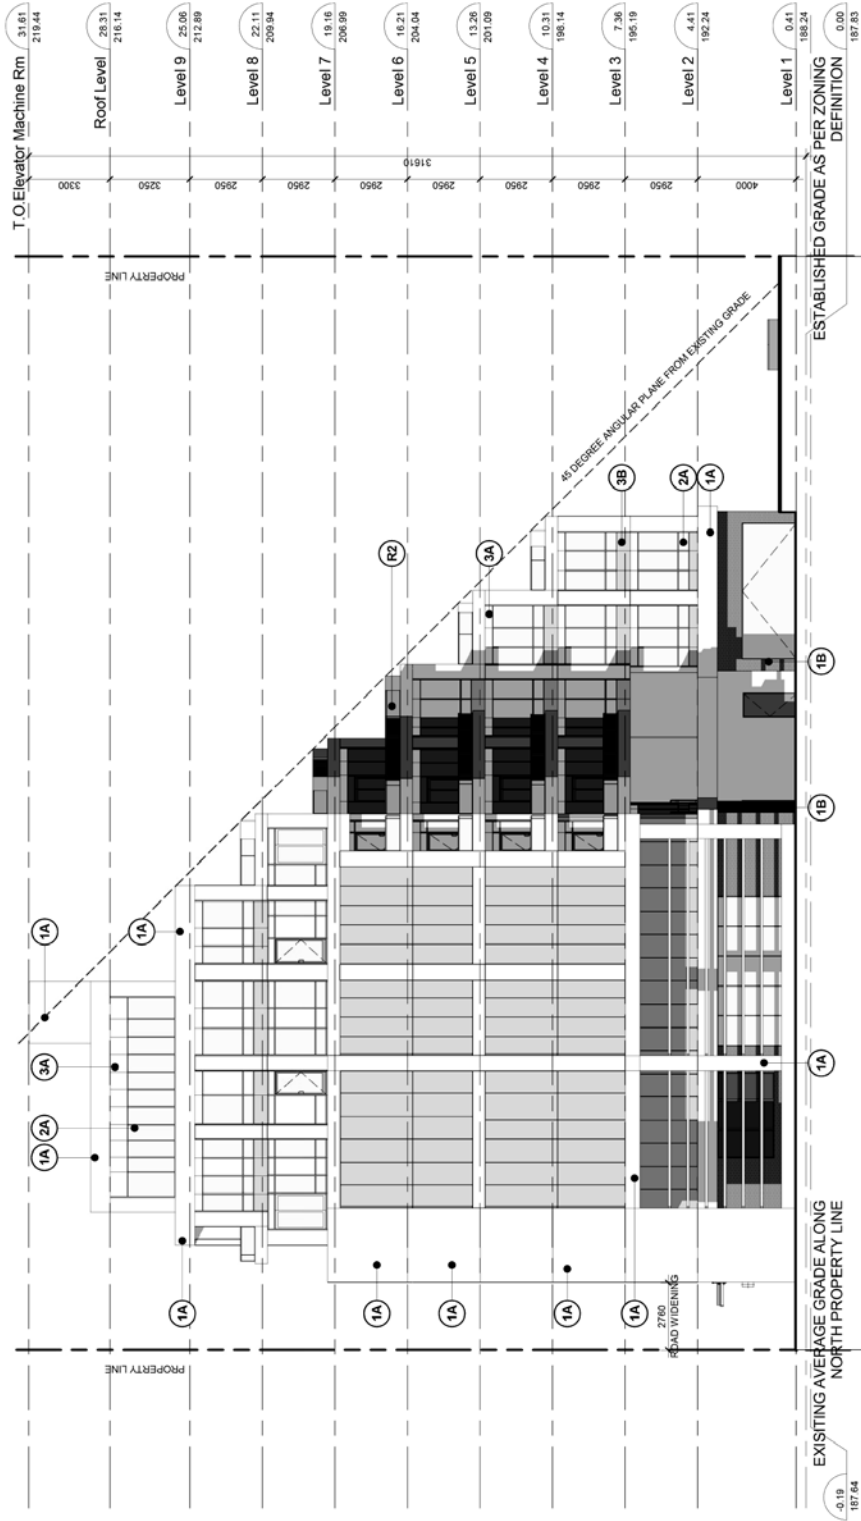 T.O.Elevator Machine Rm
31.61
219.44
Roof Level
28.31
216.14
Level 9
25.06
212.89
Level 8
22.11
209.94
Level 7
19.16
206.99
Level 6
16.21
204.04
Level 5
13.26
201.09
Level 4
10.31
198.14
Level 3
7.36
195.19
Level 2
4.41
192.24
Level 1
0.41
188.24
ESTABLISHED GRADE AS PER ZONING
DEFINITION
0.00
187.83
3300
3250
2950
2950
2950
2950
2950
2950
2950
4000
31610
PROPERTY LINE
45 DEGREE ANGULAR PLANE FROM EXISTING GRADE
3B
2A
1A
R2
3A
1B
1B
1A
1A
3A
2A
1A
1A
1A
1A
1A
1A
1A
2760
ROAD WIDENING
PROPERTY LINE
EXISITING AVERAGE GRADE ALONG
NORTH PROPERTY LINE
-0.19
187.64